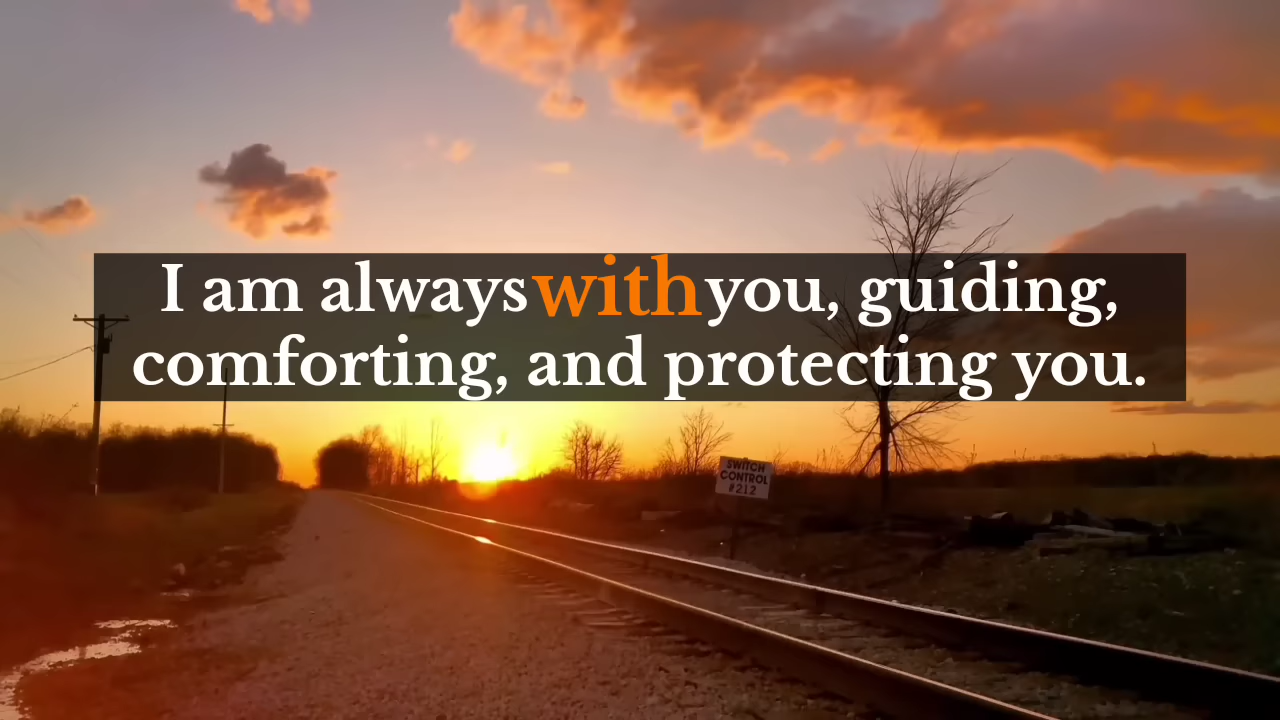 I am always with you, guiding,
comforting, and protecting you.
SWITCH
CONTROL
#212